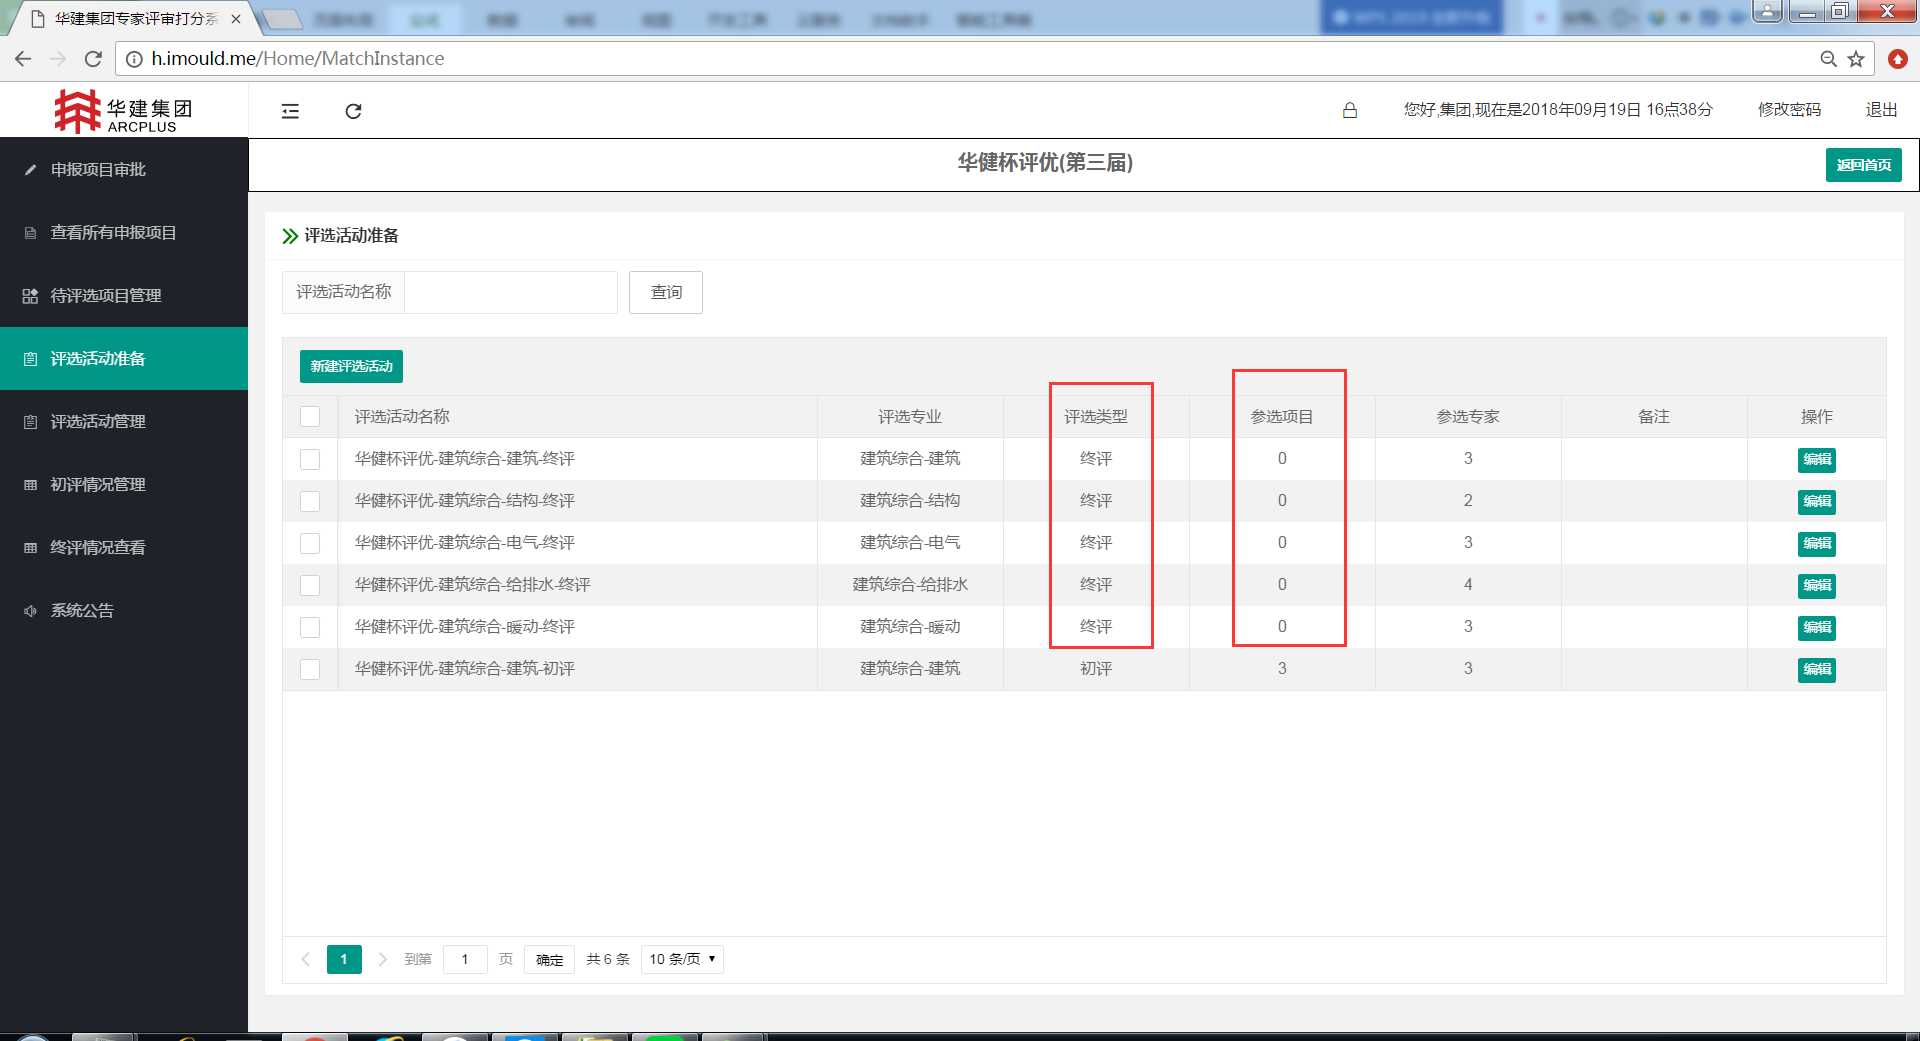 华建集团专家评审打分系
h.imould.me/Home/MatchInstance
华建集团
ARCPLUS
您好,集团,现在是2018年09月19日 16点38分
修改密码
退出
申报项目审批
查看所有申报项目
待评选项目管理
评选活动准备
评选活动管理
初评情况管理
终评情况查看
系统公告
华健杯评优(第三届)
返回首页
评选活动准备
评选活动名称
查询
新建评选活动
评选活动名称 评选专业 评选类型 参选项目 参选专家 备注 操作
华健杯评优-建筑综合-建筑-终评 建筑综合-建筑 终评 0 3 编辑
华健杯评优-建筑综合-结构-终评 建筑综合-结构 终评 0 2 编辑
华健杯评优-建筑综合-电气-终评 建筑综合-电气 终评 0 3 编辑
华健杯评优-建筑综合-给排水-终评 建筑综合-给排水 终评 0 4 编辑
华健杯评优-建筑综合-暖动-终评 建筑综合-暖动 终评 0 3 编辑
华健杯评优-建筑综合-建筑-初评 建筑综合-建筑 初评 3 3 编辑
1 到第 1 页 确定 共 6 条 10 条/页